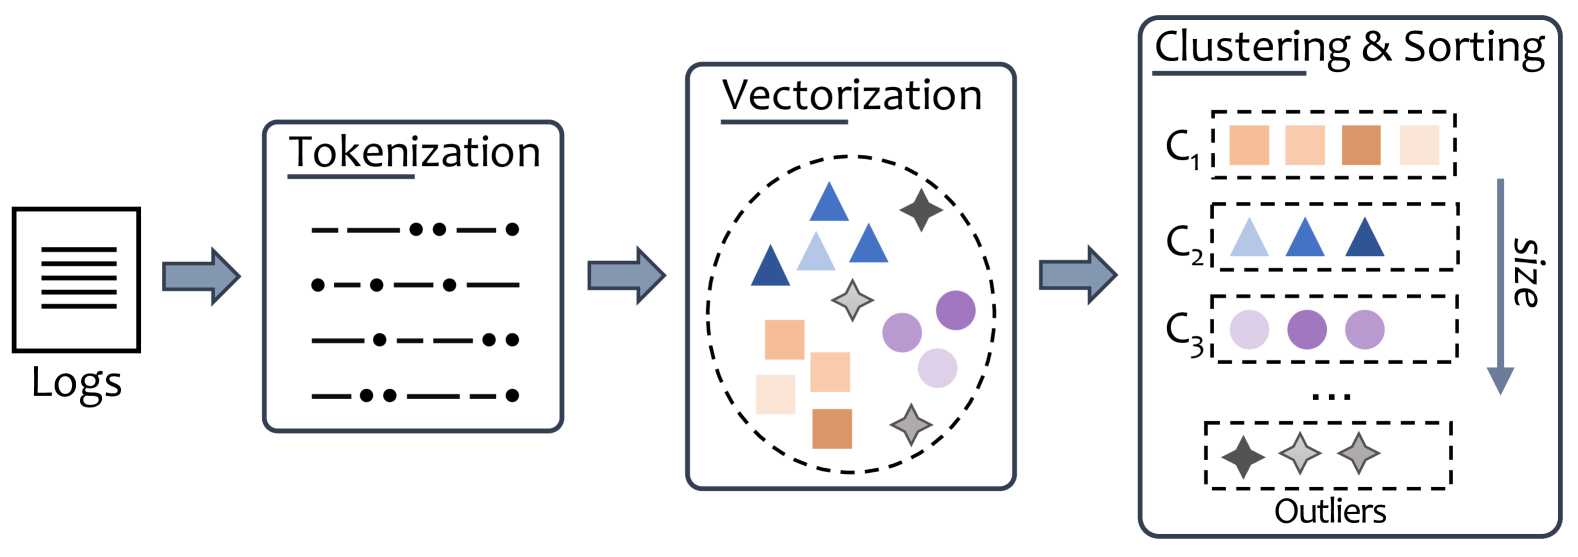 Logs
Tokenization
Vectorization
Clustering & Sorting
C1
C2
C3
...
size
Outliers